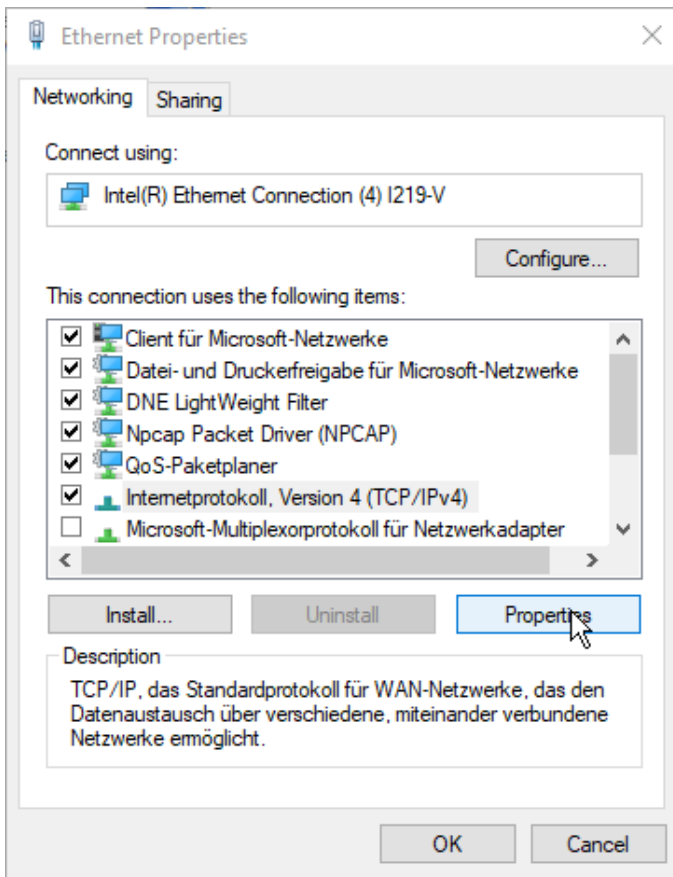 Ethernet Properties
Networking
Sharing
Connect using:
Intel(R) Ethernet Connection (4) I219-V
Configure...
This connection uses the following items:
Client für Microsoft-Netzwerke
Datei- und Druckerfreigabe für Microsoft-Netzwerke
DNE LightWeight Filter
Npcap Packet Driver (NPCAP)
QoS-Paketplaner
Internetprotokoll, Version 4 (TCP/IPv4)
Microsoft-Multiplexorprotokoll für Netzwerkadapter
Install...
Uninstall
Properties
Description
TCP/IP, das Standardprotokoll für WAN-Netzwerke, das den
Datenaustausch über verschiedene, miteinander verbundene
Netzwerke ermöglicht.
OK
Cancel